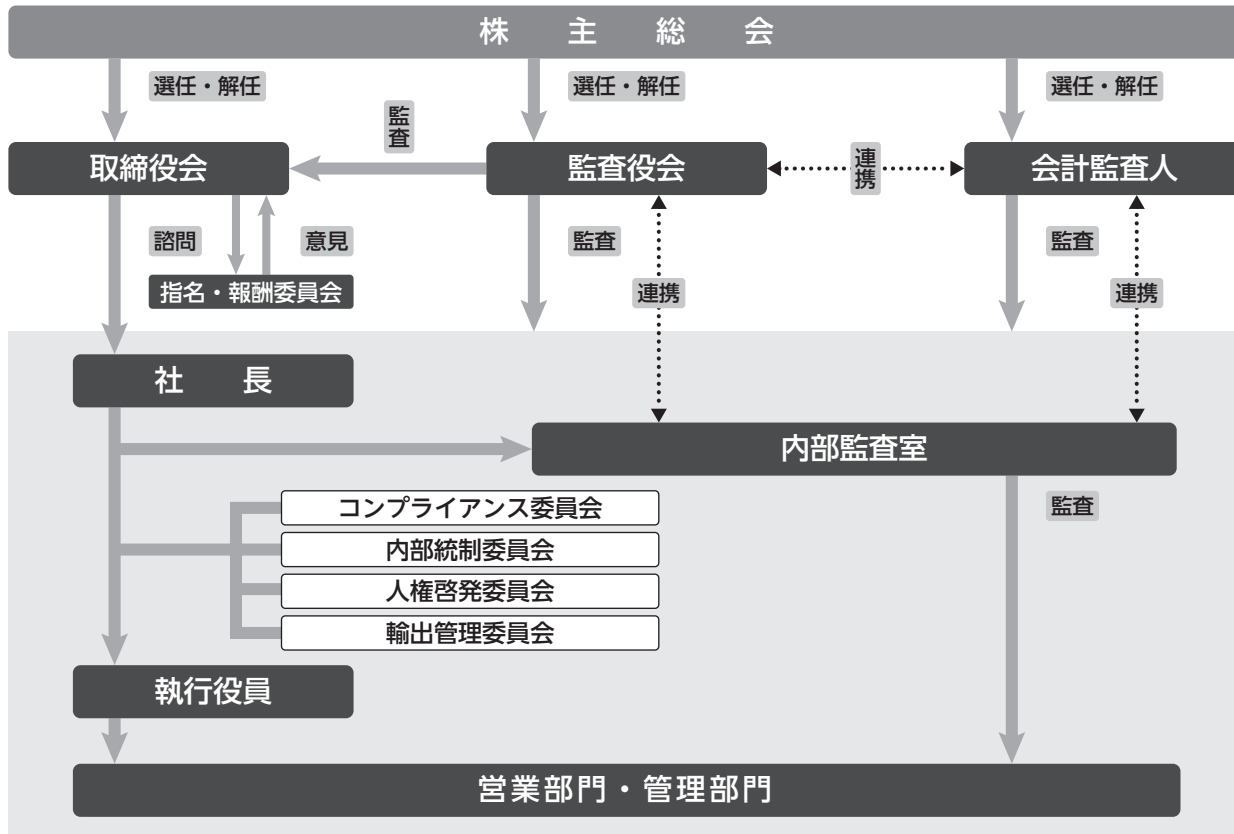 株主総会
選任・解任
選任・解任
選任・解任
監査
取締役会
監査役会
連携
会計監査人
諮問
意見
監査
監査
指名・報酬委員会
連携
連携
社長
内部監査室
コンプライアンス委員会
監査
内部統制委員会
人権啓発委員会
輸出管理委員会
執行役員
営業部門・管理部門